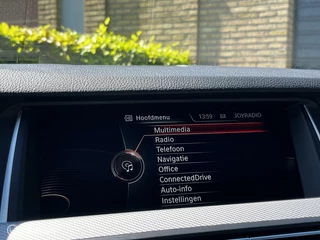 Hoofdmenu 13:59 JOYRADIO
Multimedia
Radio
Telefoon
Navigatie
Office
ConnectedDrive
Auto-info
Instellingen